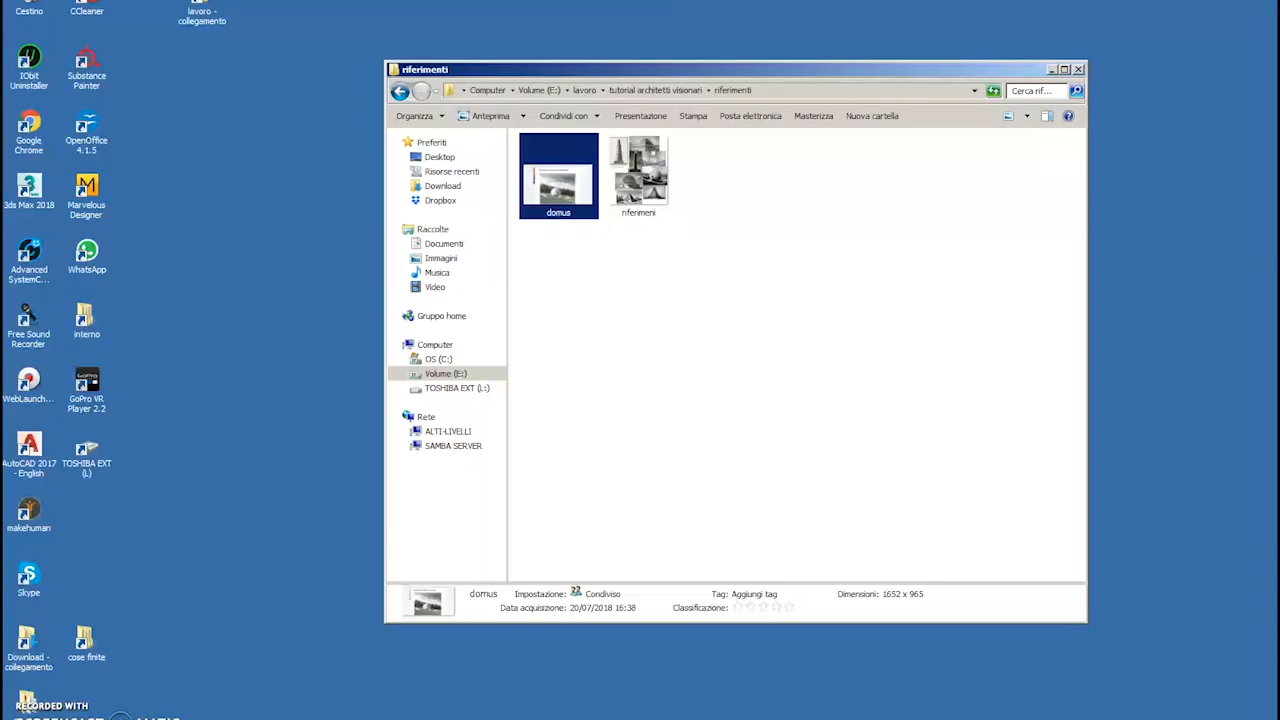 Cestino
CCleaner
lavoro -
collegamento
IObit
Uninstaller
Substance
Painter
Google
Chrome
OpenOffice
4.1.5
3ds Max 2018
Marvelous
Designer
Advanced
SystemC...
WhatsApp
Free Sound
Recorder
interno
WebLaunch...
GoPro VR
Player 2.2
AutoCAD 2017
- English
TOSHIBA EXT
(L)
makehuman
Skype
Download -
collegamento
cose finite
RECORDED WITH
riferimenti
Computer
Volume (E:)
lavoro
tutorial architetti visionari
riferimenti
Cerca rif...
Organizza
Anteprima
Condividi con
Presentazione
Stampa
Posta elettronica
Masterizza
Nuova cartella
Preferiti
Desktop
Risorse recenti
Download
Dropbox
Raccolte
Documenti
Immagini
Musica
Video
Gruppo home
Computer
OS (C:)
Volume (E:)
TOSHIBA EXT (L:)
Rete
ALTI-LIVELLI
SAMBA SERVER
domus
riferimeni
domus
Impostazione: Condiviso
Tag: Aggiungi tag
Dimensioni: 1652 x 965
Data acquisizione: 20/07/2018 16:38
Classificazione: